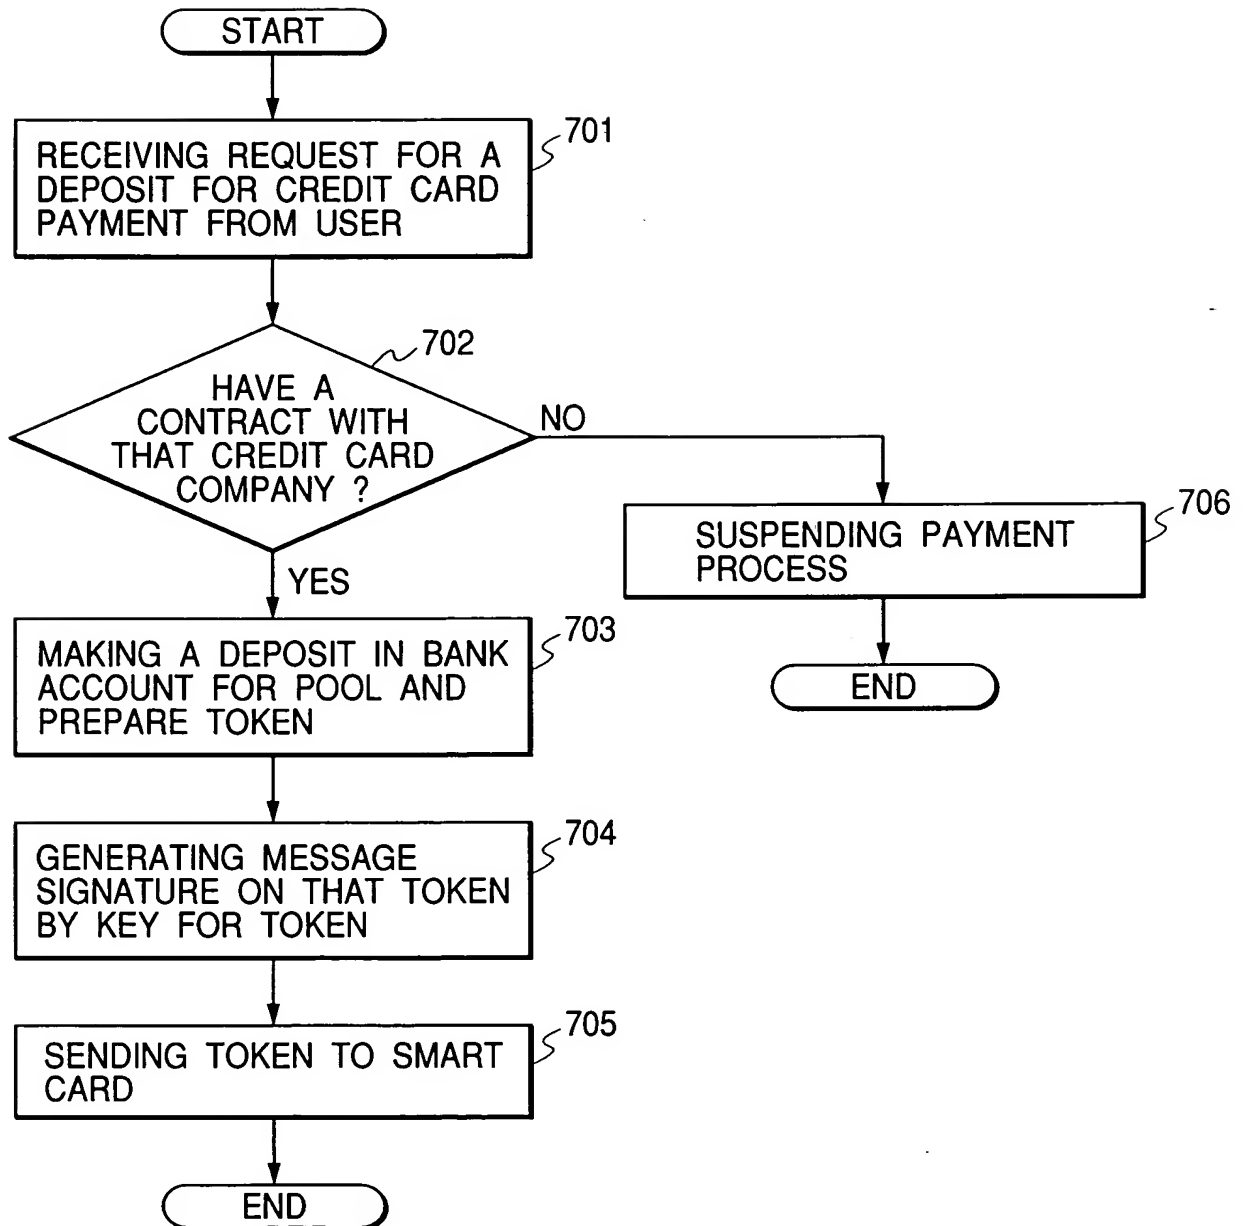 START
701
RECEIVING REQUEST FOR A
DEPOSIT FOR CREDIT CARD
PAYMENT FROM USER
702
HAVE A
CONTRACT WITH
THAT CREDIT CARD
COMPANY ?
NO
YES
706
SUSPENDING PAYMENT
PROCESS
END
703
MAKING A DEPOSIT IN BANK
ACCOUNT FOR POOL AND
PREPARE TOKEN
704
GENERATING MESSAGE
SIGNATURE ON THAT TOKEN
BY KEY FOR TOKEN
705
SENDING TOKEN TO SMART
CARD
END